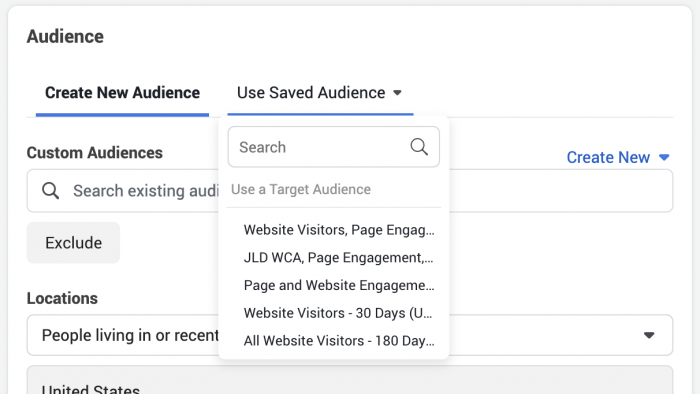 Audience
Create New Audience
Use Saved Audience
Search
Custom Audiences
Create New
Search existing audi
Use a Target Audience
Website Visitors, Page Engag...
Exclude
JLD WCA, Page Engagement,...
Page and Website Engageme...
Locations
Website Visitors - 30 Days (U...
People living in or recent
All Website Visitors - 180 Day...
United States